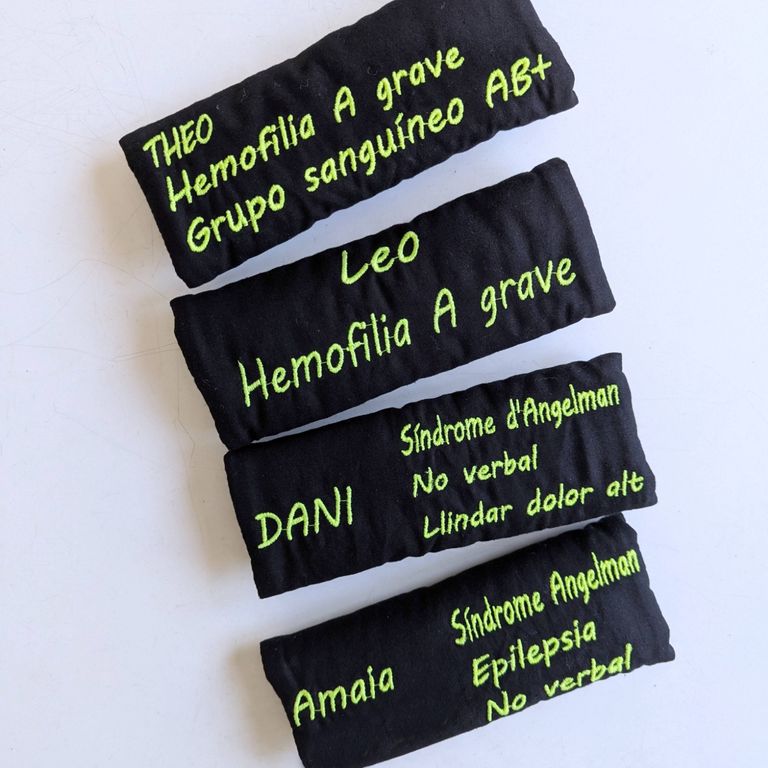 THEO
Hemofilia A grave
Grupo sanguíneo AB+
Leo
Hemofilia A grave
DANI
Síndrome d'Angelman
No verbal
Llindar dolor alt
Amaia
Síndrome Angelman
Epilepsia
No verbal